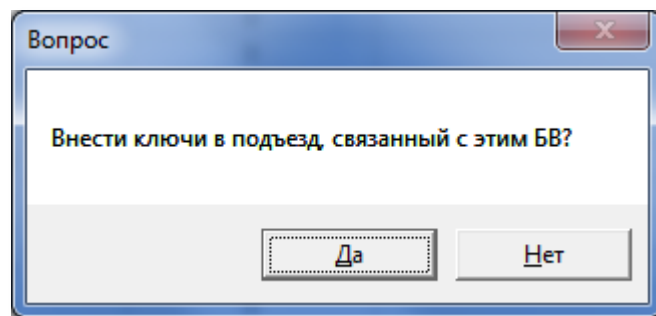 Вопрос
Внести ключи в подъезд, связанный с этим БВ?
Да
Нет